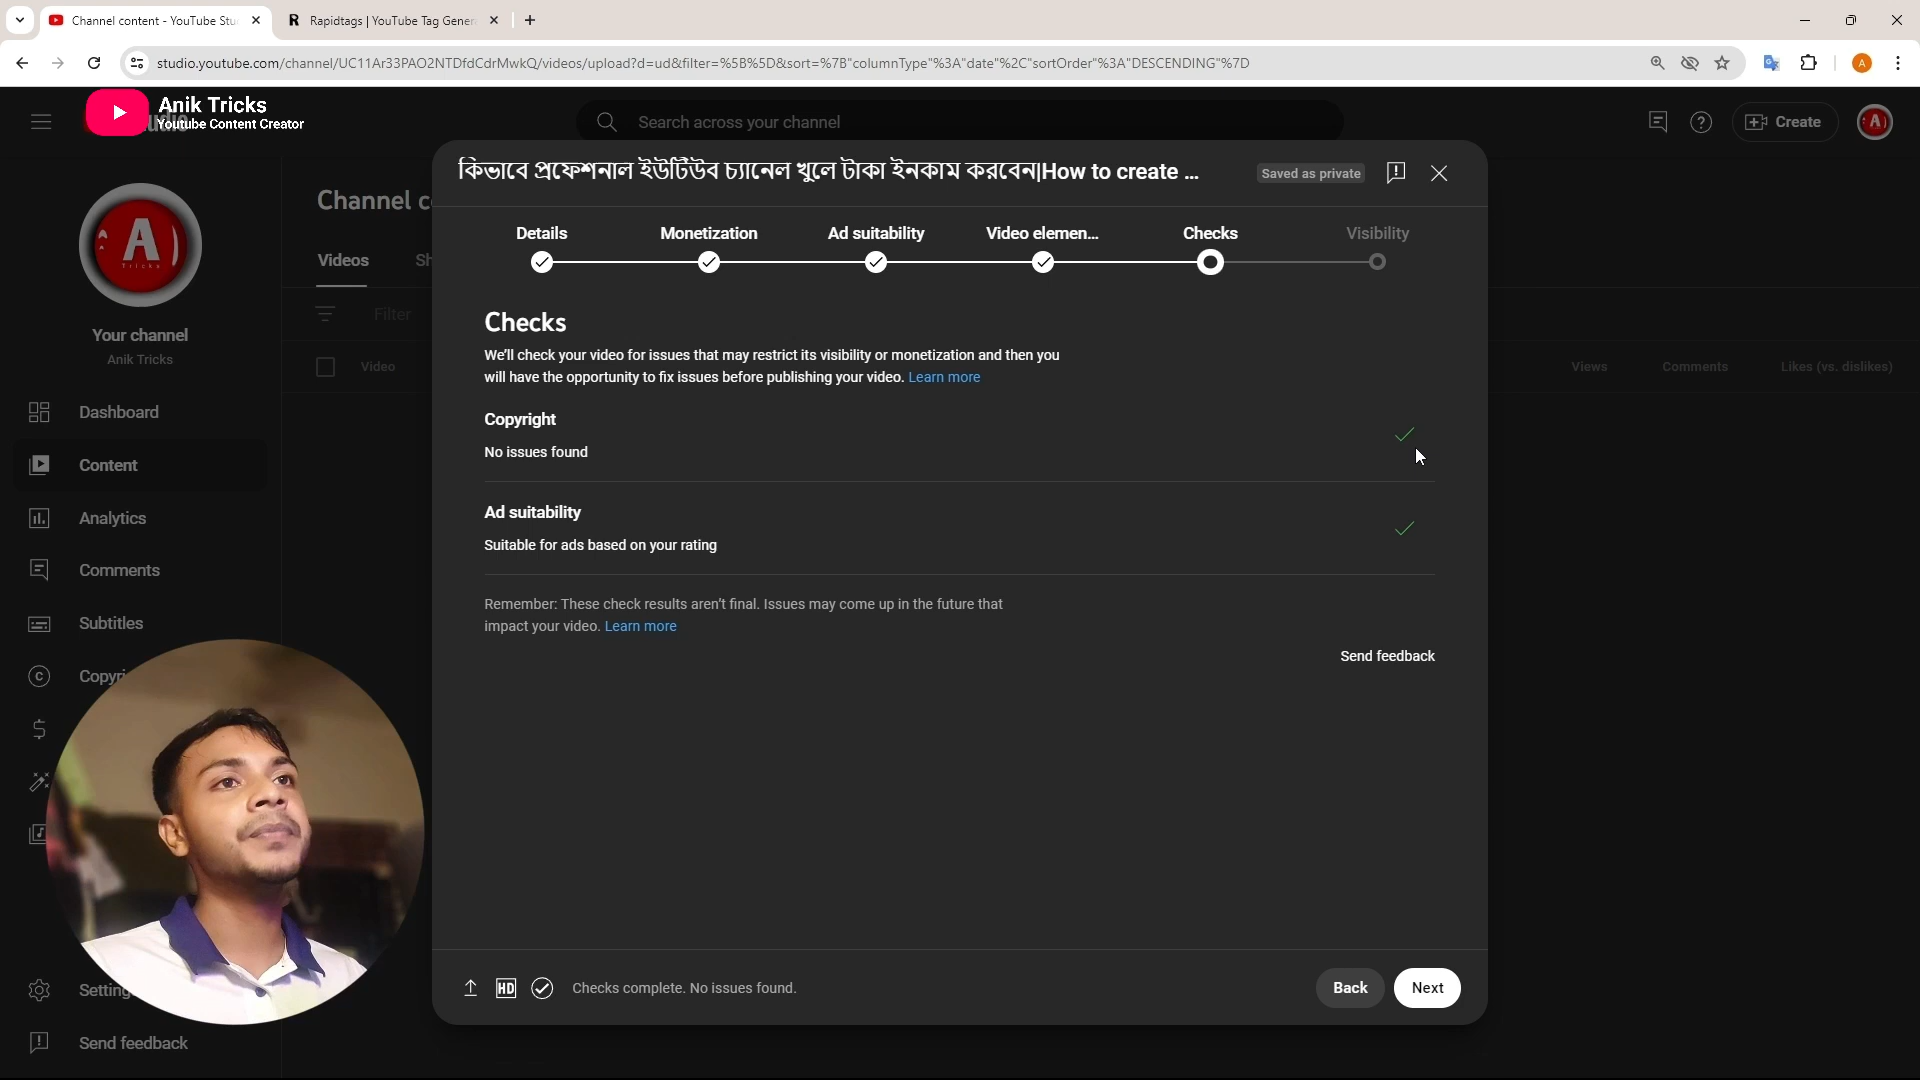 Channel content - YouTube Stu
Rapidtags | YouTube Tag Gener
studio.youtube.com/channel/UC11Ar33PAO2NTDfdCdrMwkQ/videos/upload?d=ud&filter=%5B%5D&sort=%7B"columnType"%3A"date"%2C"sortOrder"%3A"DESCENDING"%7D
A
Anik Tricks
Youtube Content Creator
Search across your channel
Create
কিভাবে প্রফেশনাল ইউটিউব চ্যানেল খুলে টাকা ইনকাম করবেন|How to create ...
Saved as private
Channel c
Details
Monetization
Ad suitability
Video elemen...
Checks
Visibility
Videos
Sh
Filter
Your channel
Anik Tricks
Video
Views
Comments
Likes (vs. dislikes)
Checks
We'll check your video for issues that may restrict its visibility or monetization and then you
will have the opportunity to fix issues before publishing your video. Learn more
Copyright
No issues found
Ad suitability
Suitable for ads based on your rating
Remember: These check results aren't final. Issues may come up in the future that
impact your video. Learn more
Send feedback
Dashboard
Content
Analytics
Comments
Subtitles
Copyri
Setting
Send feedback
HD
Checks complete. No issues found.
Back
Next